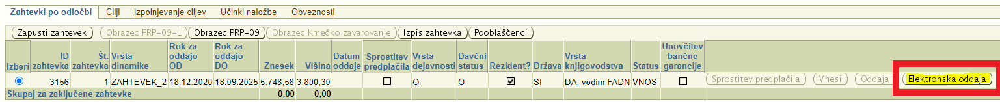 Zahtevki po odločbi Cilji Izpolnjevanje ciljev Učinki naložbe Obveznosti
Zapusti zahtevek Obrazec PRP-09-L Obrazec PRP-09 Obrazec Kmečko zavarovanje Izpis zahtevka Pooblaščenci
Izberi ID zahtevka Št. zahtevka Vrsta dinamike Rok za oddajo OD Rok za oddajo DO Znesek Višina Datum oddaje Sprostitev predplačila Vrsta dejavnosti Davčni status Rezident? Država Vrsta knjigovodstva Status Unovčitev bančne garancije
3156 1 ZAHTEVEK_2 18.12.2020 18.09.2025 5.748,58 3.800,30 O O SI DA, vodim FADN VNOS Sprostitev predplačila Vnesi Oddaja Elektronska oddaja
Skupaj za zaključene zahtevke 0,00 0,00